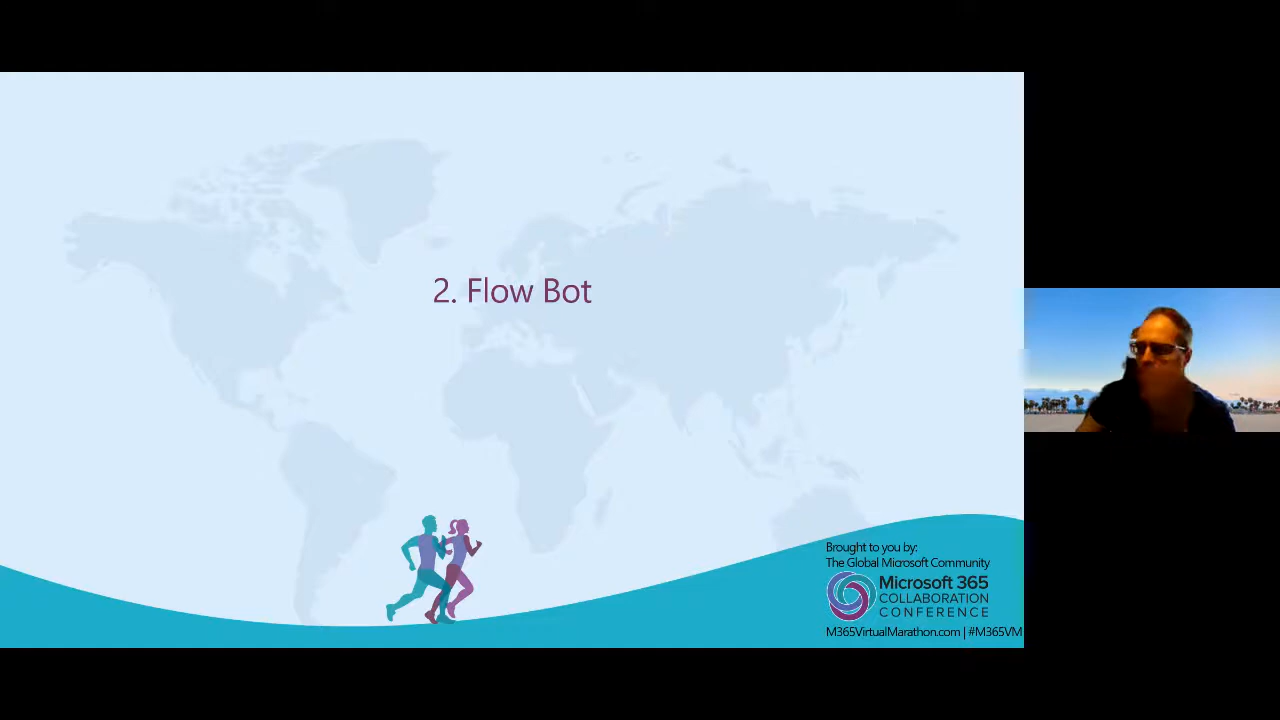 2. Flow Bot
Brought to you by:
The Global Microsoft Community
Microsoft 365
COLLABORATION
CONFERENCE
M365VirtualMarathon.com | #M365VM